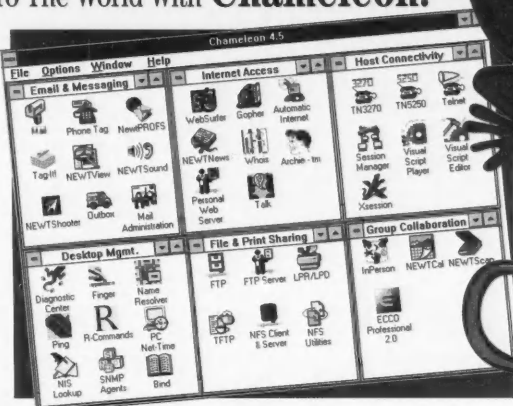 The World With Chameleon!
Chameleon 4.5
File Options Window Help
Email & Messaging
Mail
Phone Tag
NewtPROFS
Tag-It!
NEWTView
NEWTSound
NEWTShooter
Outbox
Mail Administration
Internet Access
WebSurfer
Gopher
Automatic Internet
NEWTNews
Whois
Archie - tm
Personal Web Server
Talk
Host Connectivity
3270
TN3270
5250
TN5250
Telnet
Session Manager
Visual Script Player
Visual Script Editor
Xsession
Desktop Mgmt.
Diagnostic Center
Finger
Name Resolver
Ping
R-Commands
PC Net-Time
NIS Lookup
SNMP Agents
Bind
File & Print Sharing
FTP
FTP Server
LPR/LPD
TFTP
NFS Client & Server
NFS Utilities
Group Collaboration
InPerson
NEWTCal
NEWTScan
ECCO Professional 2.0